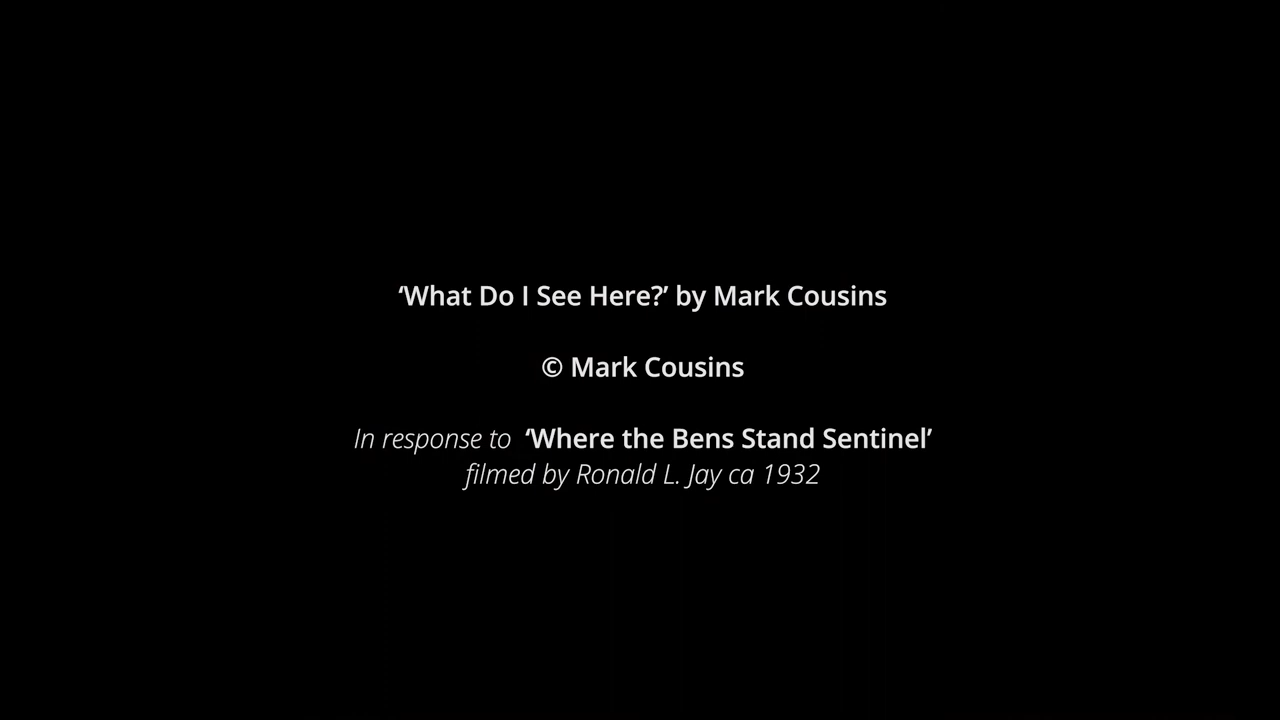 ‘What Do I See Here?’ by Mark Cousins
© Mark Cousins
In response to ‘Where the Bens Stand Sentinel’
filmed by Ronald L. Jay ca 1932